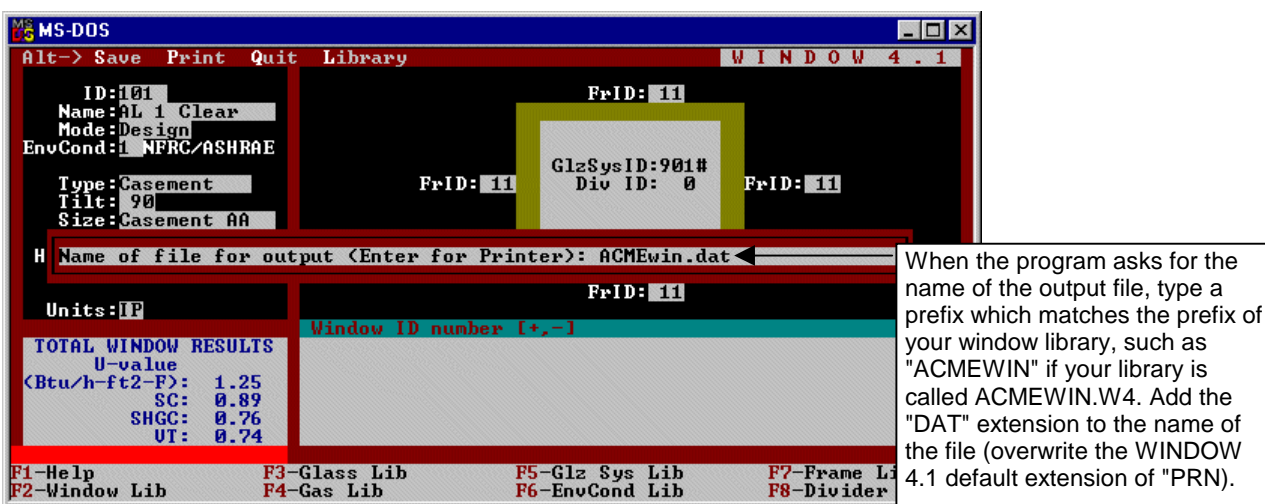 MS-DOS
Alt-> Save Print Quit Library WINDOW 4.1
ID:101
Name:AL 1 Clear
Mode:Design
EnvCond:1 NFRC/ASHRAE
Type:Casement
Tilt: 90
Size:Casement AA
FrID: 11
GlzSysID:901#
FrID: 11 Div ID: 0 FrID: 11
H Name of file for output (Enter for Printer): ACMEwin.dat
FrID: 11
Units:IP
Window ID number [+,-]
TOTAL WINDOW RESULTS
U-value
(Btu/h-ft2-F): 1.25
SC: 0.89
SHGC: 0.76
VT: 0.74
F1-Help F3-Glass Lib F5-Glz Sys Lib F7-Frame Li
F2-Window Lib F4-Gas Lib F6-EnvCond Lib F8-Divider
When the program asks for the
name of the output file, type a
prefix which matches the prefix of
your window library, such as
"ACMEWIN" if your library is
called ACMEWIN.W4. Add the
"DAT" extension to the name of
the file (overwrite the WINDOW
4.1 default extension of "PRN).